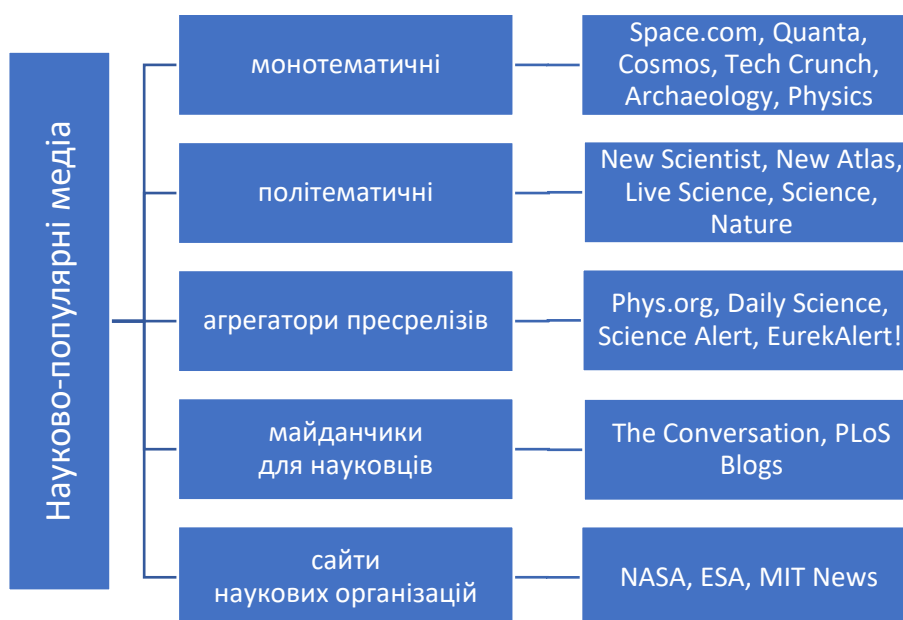 Науково-популярні медіа
монотематичні
Space.com, Quanta,
Cosmos, Tech Crunch,
Archaeology, Physics
політематичні
New Scientist, New Atlas,
Live Science, Science,
Nature
агрегатори пресрелізів
Phys.org, Daily Science,
Science Alert, EurekAlert!
майданчики
для науковців
The Conversation, PLoS
Blogs
сайти
наукових організацій
NASA, ESA, MIT News